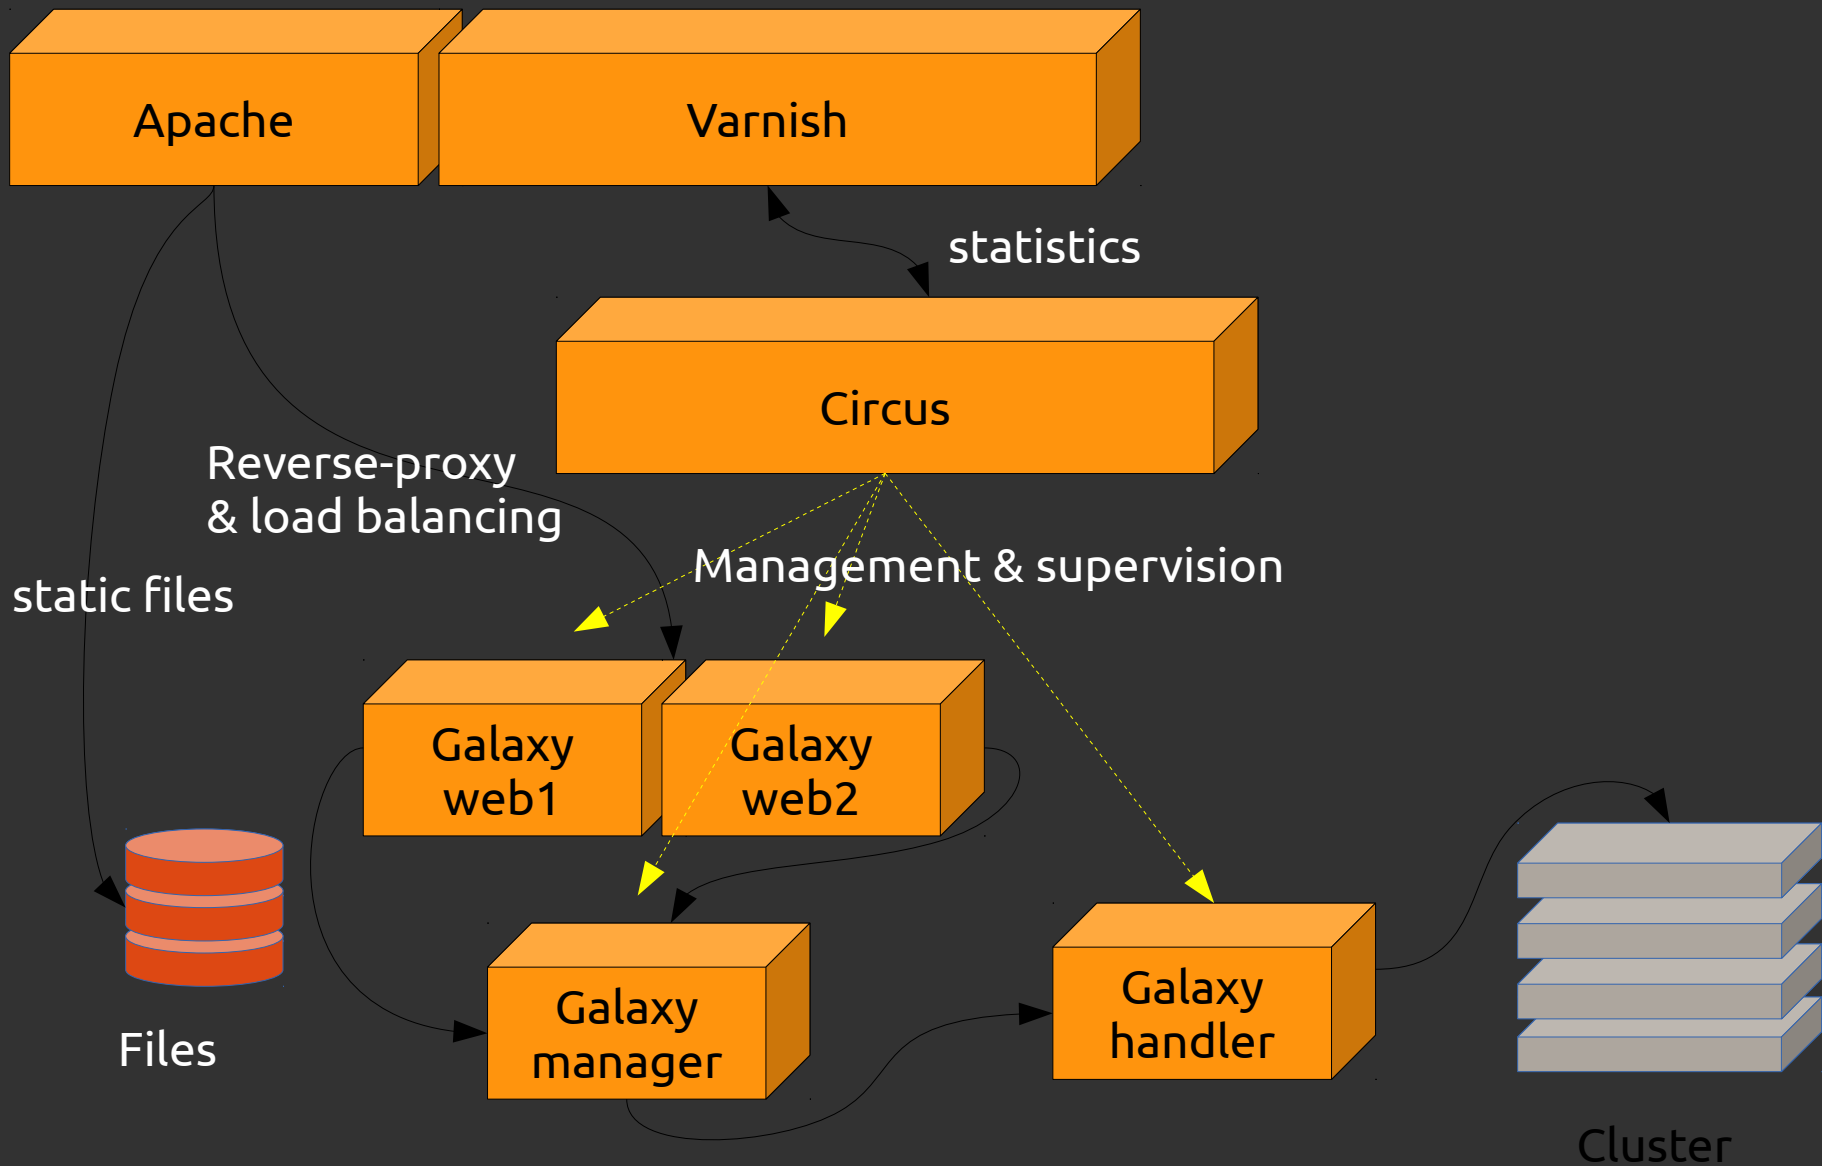 Apache
Varnish
statistics
Circus
Reverse-proxy
& load balancing
Management & supervision
static files
Galaxy
web1
Galaxy
web2
Galaxy
manager
Galaxy
handler
Files
Cluster